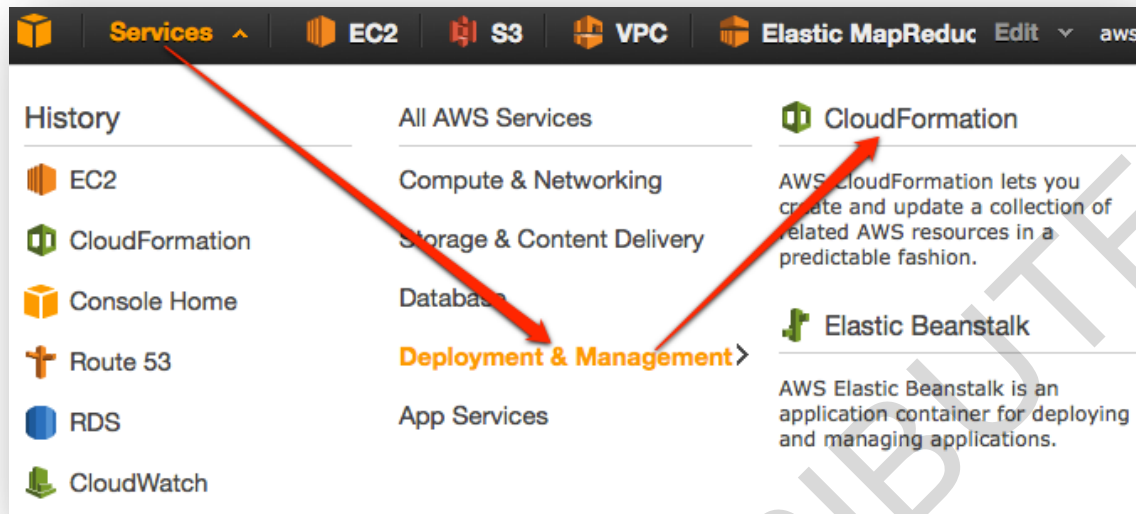 Services EC2 S3 VPC Elastic MapReduc Edit aws
History
EC2
CloudFormation
Console Home
Route 53
RDS
CloudWatch
All AWS Services
Compute & Networking
Storage & Content Delivery
Database
Deployment & Management
App Services
CloudFormation
AWS CloudFormation lets you
create and update a collection of
related AWS resources in a
predictable fashion.
Elastic Beanstalk
AWS Elastic Beanstalk is an
application container for deploying
and managing applications.